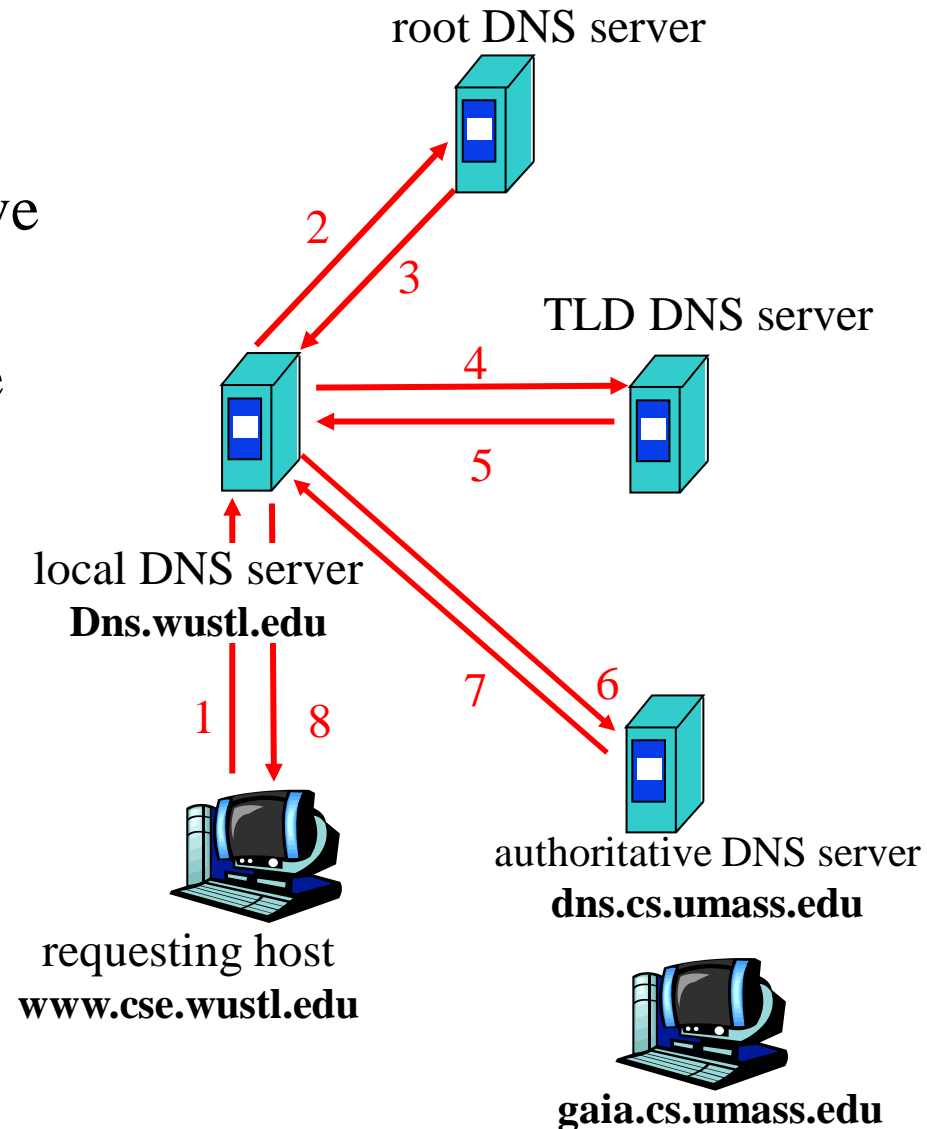 root DNS server
2
3
TLD DNS server
4
5
local DNS server
Dns.wustl.edu
1
8
7
6
authoritative DNS server
dns.cs.umass.edu
requesting host
www.cse.wustl.edu
gaia.cs.umass.edu